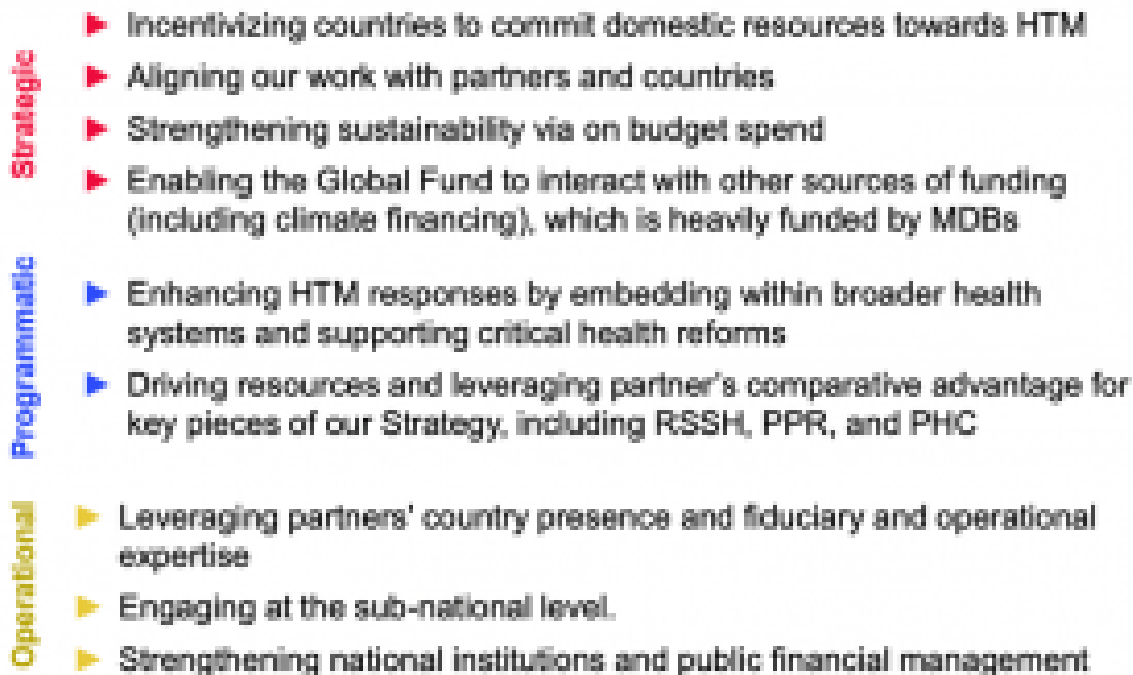 Strategic
Incentivizing countries to commit domestic resources towards HTM
Aligning our work with partners and countries
Strengthening sustainability via on budget spend
Enabling the Global Fund to interact with other sources of funding
(including climate financing), which is heavily funded by MDBs
Programmatic
Enhancing HTM responses by embedding within broader health
systems and supporting critical health reforms
Driving resources and leveraging partner's comparative advantage for
key pieces of our Strategy, including RSSH, PPR, and PHC
Operational
Leveraging partners' country presence and fiduciary and operational
expertise
Engaging at the sub-national level.
Strengthening national institutions and public financial management